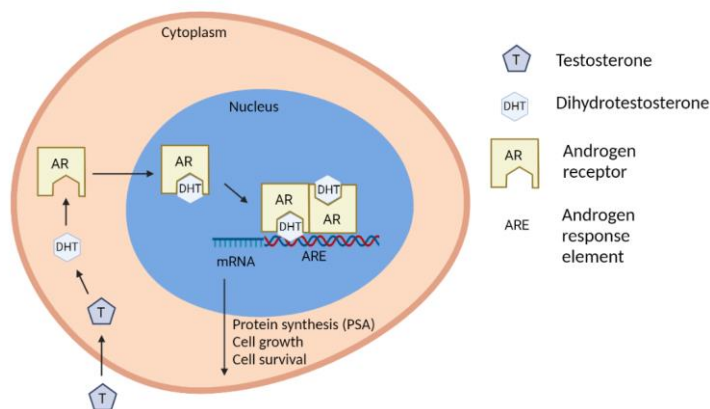 Cytoplasm
Nucleus
AR
AR
DHT
AR
DHT
DHT
AR
DHT
mRNA
ARE
T
Protein synthesis (PSA)
Cell growth
Cell survival
T
T
Testosterone
DHT
Dihydrotestosterone
AR
Androgen
receptor
ARE
Androgen
response
element